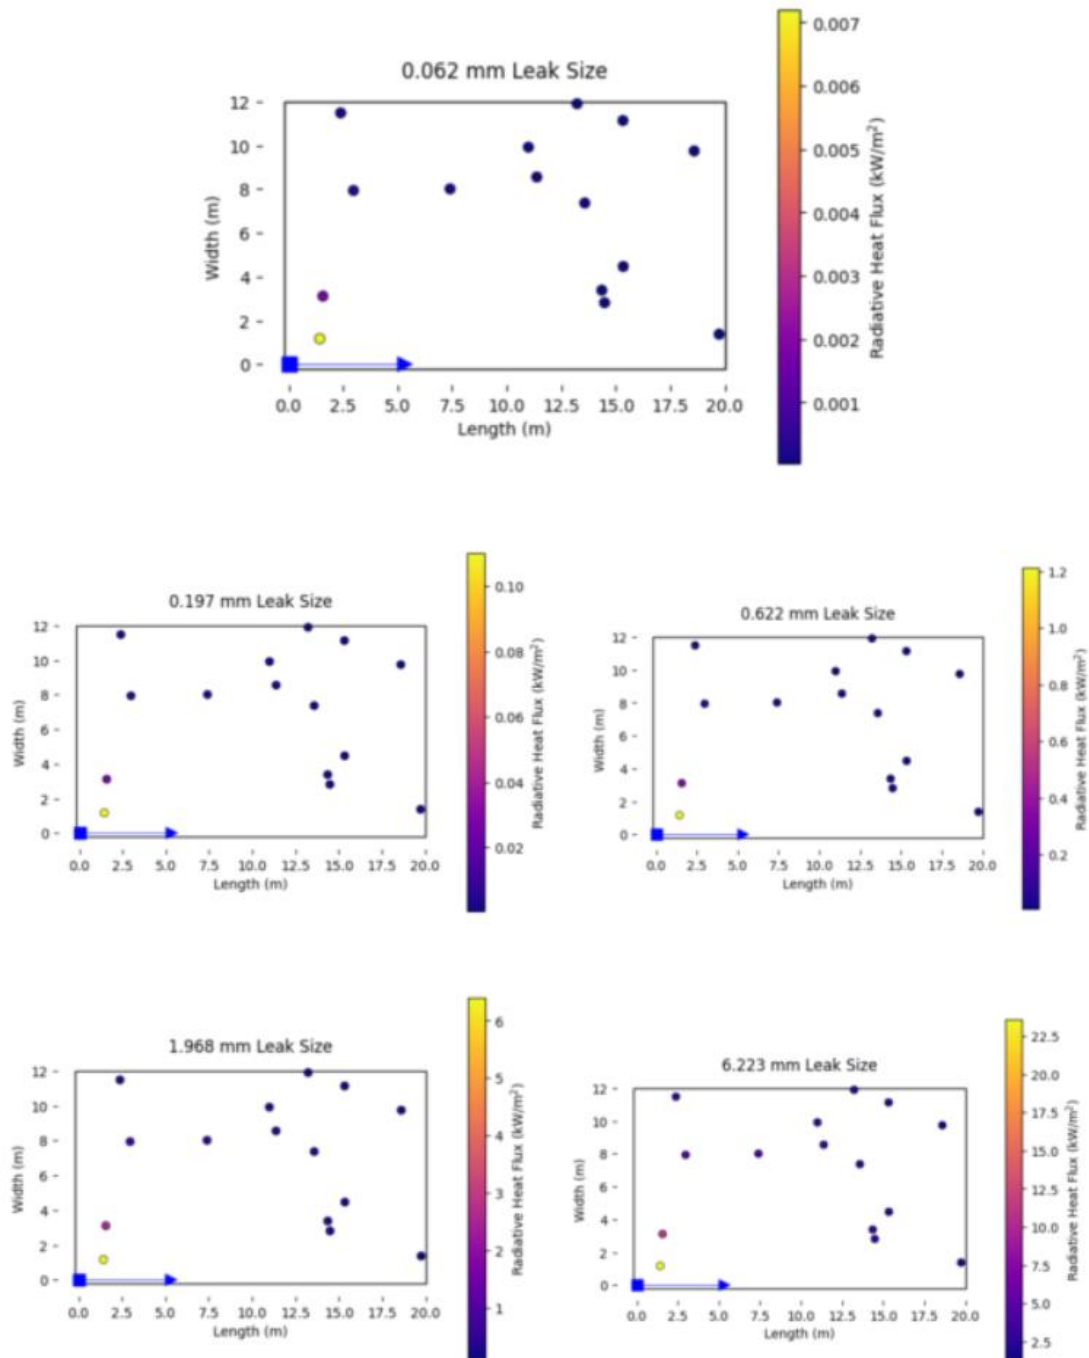 0.062 mm Leak Size
12
10
8
6
4
2
0
Width (m)
0.0 2.5 5.0 7.5 10.0 12.5 15.0 17.5 20.0
Length (m)
0.007
0.006
0.005
0.004
0.003
0.002
0.001
Radiative Heat Flux (kW/m²)
0.197 mm Leak Size
12
10
8
6
4
2
0
Width (m)
0.0 2.5 5.0 7.5 10.0 12.5 15.0 17.5 20.0
Length (m)
0.10
0.08
0.06
0.04
0.02
Radiative Heat Flux (kW/m²)
0.622 mm Leak Size
12
10
8
6
4
2
0
Width (m)
0.0 2.5 5.0 7.5 10.0 12.5 15.0 17.5 20.0
Length (m)
1.2
1.0
0.8
0.6
0.4
0.2
Radiative Heat Flux (kW/m²)
1.968 mm Leak Size
12
10
8
6
4
2
0
Width (m)
0.0 2.5 5.0 7.5 10.0 12.5 15.0 17.5 20.0
Length (m)
6
5
4
3
2
1
Radiative Heat Flux (kW/m²)
6.223 mm Leak Size
12
10
8
6
4
2
0
Width (m)
0.0 2.5 5.0 7.5 10.0 12.5 15.0 17.5 20.0
Length (m)
22.5
20.0
17.5
15.0
12.5
10.0
7.5
5.0
2.5
Radiative Heat Flux (kW/m²)